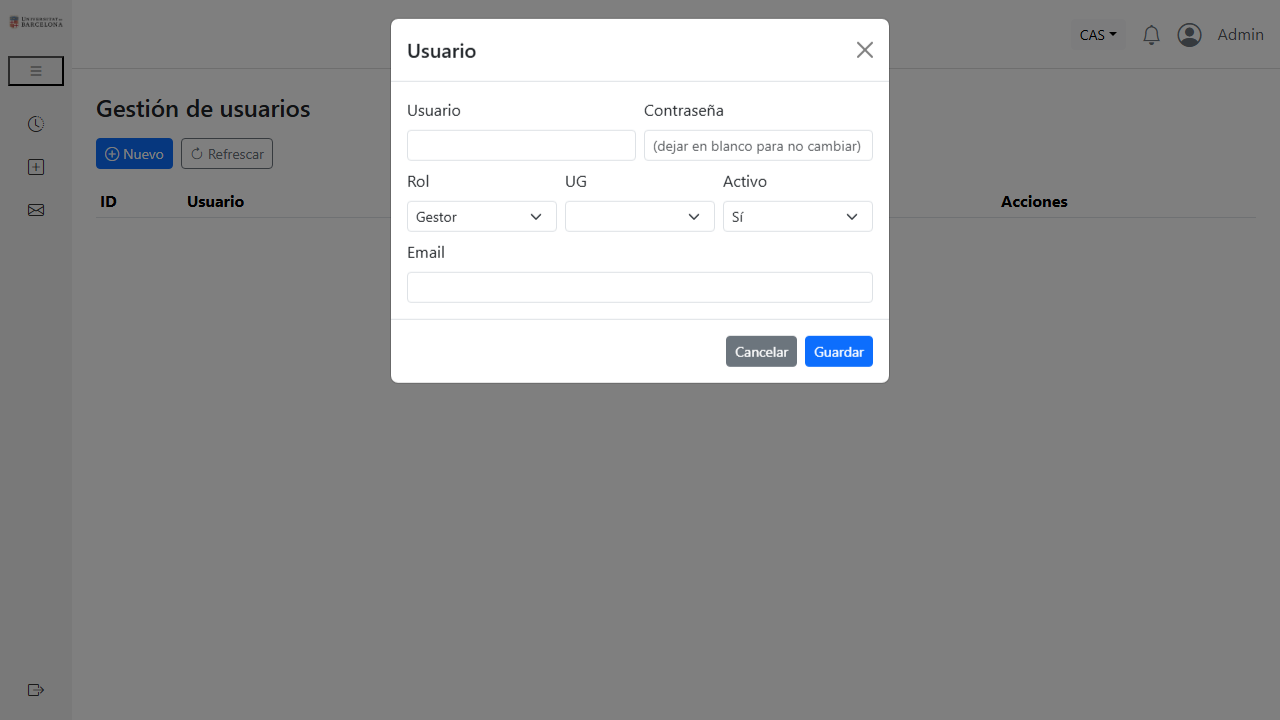 UNIVERSITAT DE
BARCELONA
CAS
Admin
Gestión de usuarios
Nuevo
Refrescar
ID Usuario Acciones
Usuario
Usuario Contraseña
(dejar en blanco para no cambiar)
Rol UG Activo
Gestor Sí
Email
Cancelar Guardar